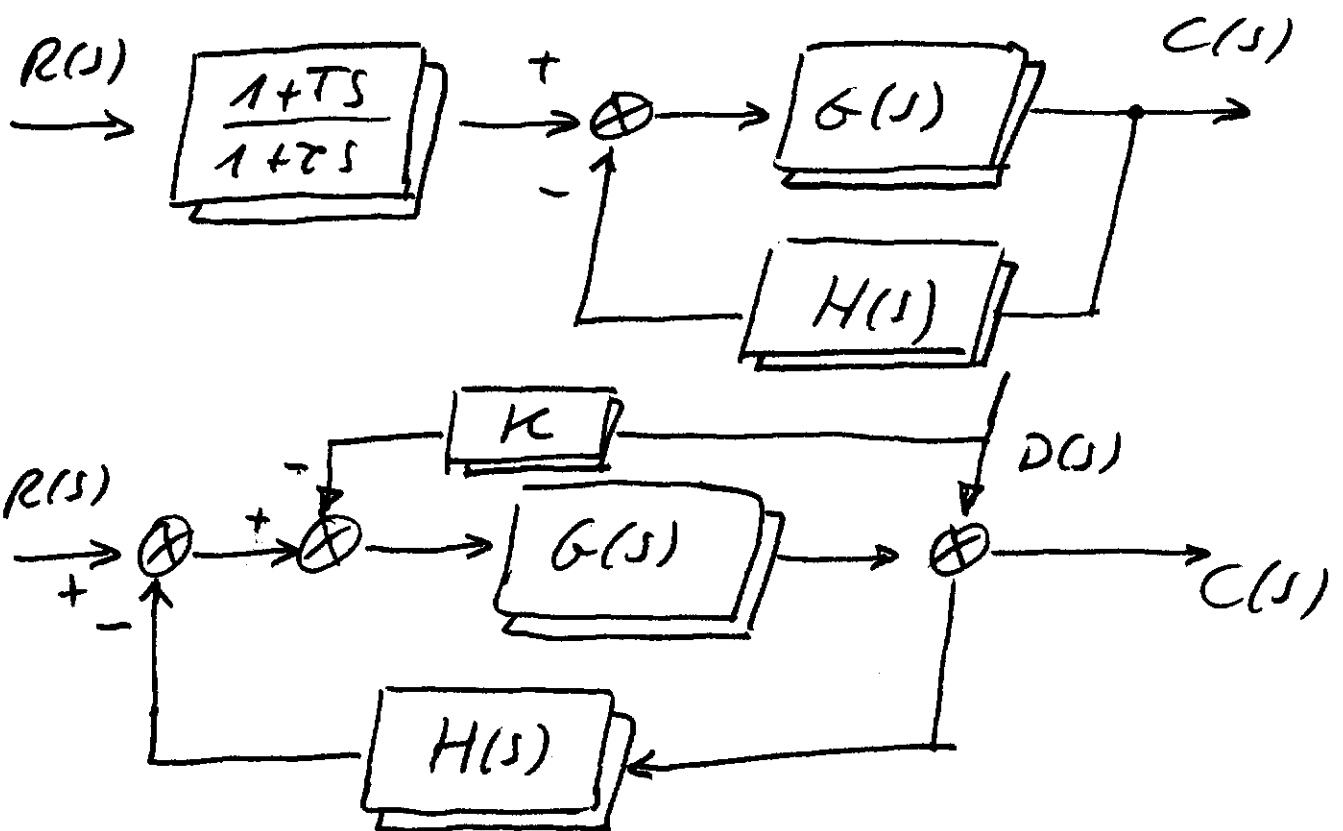 R(s)
1+TS
1+τs
+
-
G(s)
C(s)
H(s)
K
D(s)
R(s)
+
-
-
+
G(s)
C(s)
H(s)